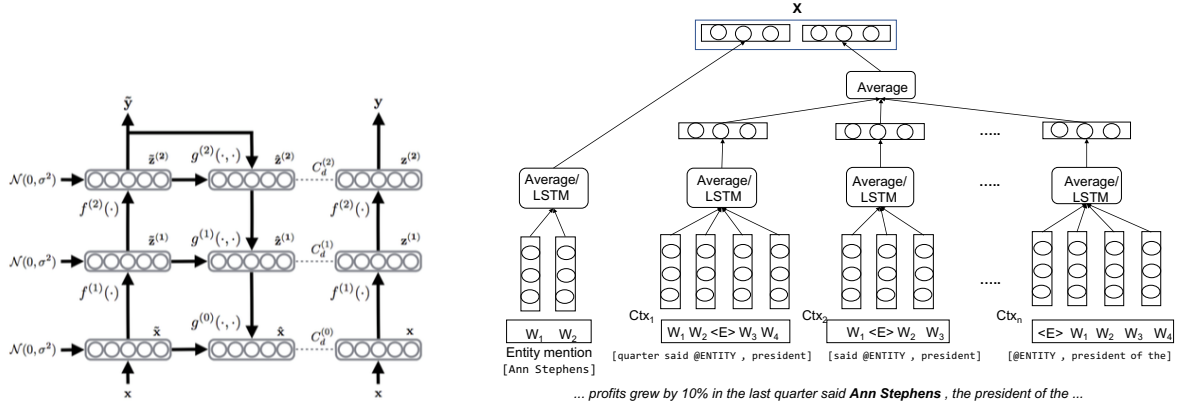 ỹ
y
g⁽²⁾(·,·)
z̃⁽²⁾
ẑ⁽²⁾
C_d⁽²⁾
z⁽²⁾
𝒩(0, σ²)
f⁽²⁾(·)
f⁽²⁾(·)
g⁽¹⁾(·,·)
z̃⁽¹⁾
ẑ⁽¹⁾
C_d⁽¹⁾
z⁽¹⁾
𝒩(0, σ²)
f⁽¹⁾(·)
f⁽¹⁾(·)
g⁽⁰⁾(·,·)
x̃
x̂
C_d⁽⁰⁾
x
𝒩(0, σ²)
x
x
X
Average
.....
Average/
LSTM
Average/
LSTM
Average/
LSTM
.....
Average/
LSTM
.....
W₁ W₂
Entity mention
[Ann Stephens]
Ctx₁
W₁ W₂ <E> W₃ W₄
[quarter said @ENTITY , president]
Ctx₂
W₁ <E> W₂ W₃
[said @ENTITY , president]
Ctxₙ
<E> W₁ W₂ W₃ W₄
[@ENTITY , president of the]
... profits grew by 10% in the last quarter said Ann Stephens , the president of the ...